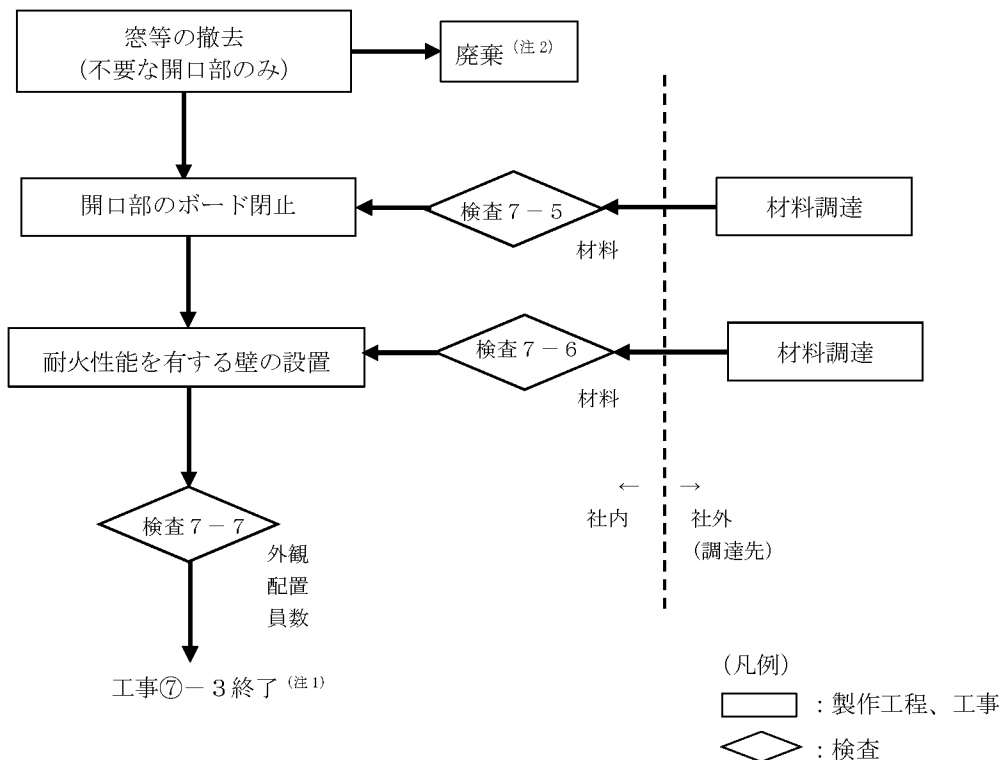 窓等の撤去
(不要な開口部のみ)
廃棄(注2)
開口部のボード閉止
検査7-5
材料
材料調達
耐火性能を有する壁の設置
検査7-6
材料
材料調達
← →
社内 社外
(調達先)
検査7-7
外観
配置
員数
工事⑦-3終了(注1)
(凡例)
:製作工程、工事
:検査